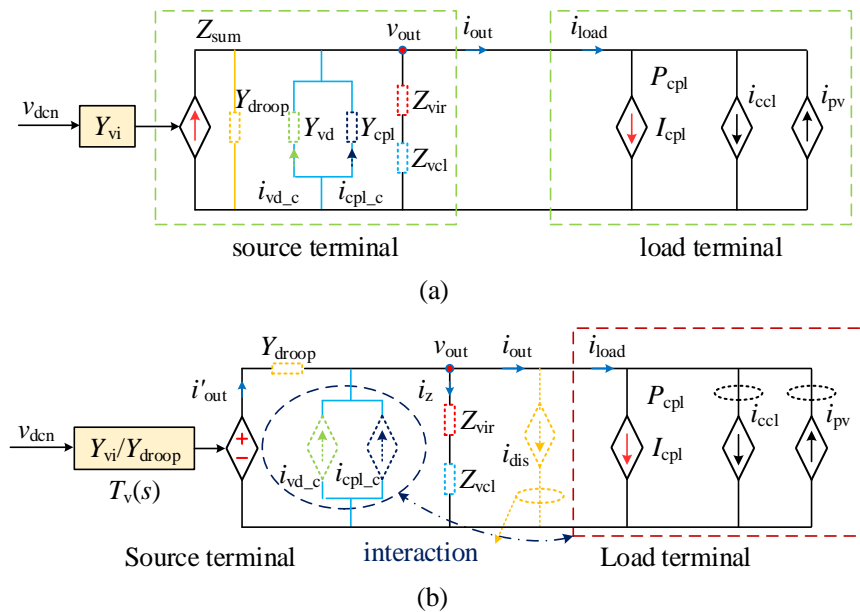 Z_sum
v_out
i_out
i_load
v_dcn
Y_vi
Y_droop
Y_vd
Y_cpl
Z_vir
Z_vcl
i_vd_c
i_cpl_c
P_cpl
I_cpl
i_ccl
i_pv
source terminal
load terminal
(a)
Y_droop
v_out
i_out
i_load
i'_out
i_z
v_dcn
Y_vi/Y_droop
T_v(s)
+
−
i_vd_c
i_cpl_c
Z_vir
Z_vcl
i_dis
P_cpl
I_cpl
i_ccl
i_pv
Source terminal
interaction
Load terminal
(b)